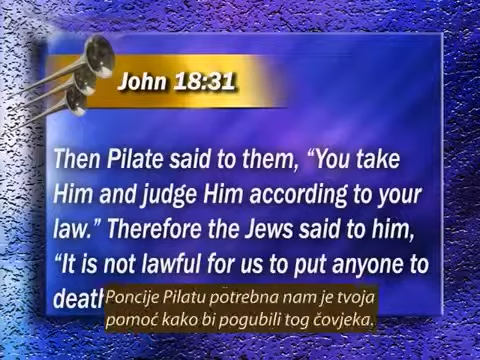 John 18:31
Then Pilate said to them, “You take
Him and judge Him according to your
law.” Therefore the Jews said to him,
“It is not lawful for us to put anyone to
death
Poncije Pilatu potrebna nam je tvoja
pomoć kako bi pogubili tog čovjeka.